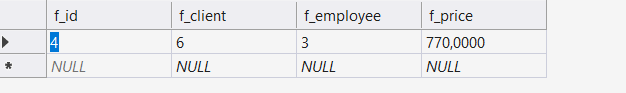 f_id f_client f_employee f_price
4 6 3 770,0000
* NULL NULL NULL NULL